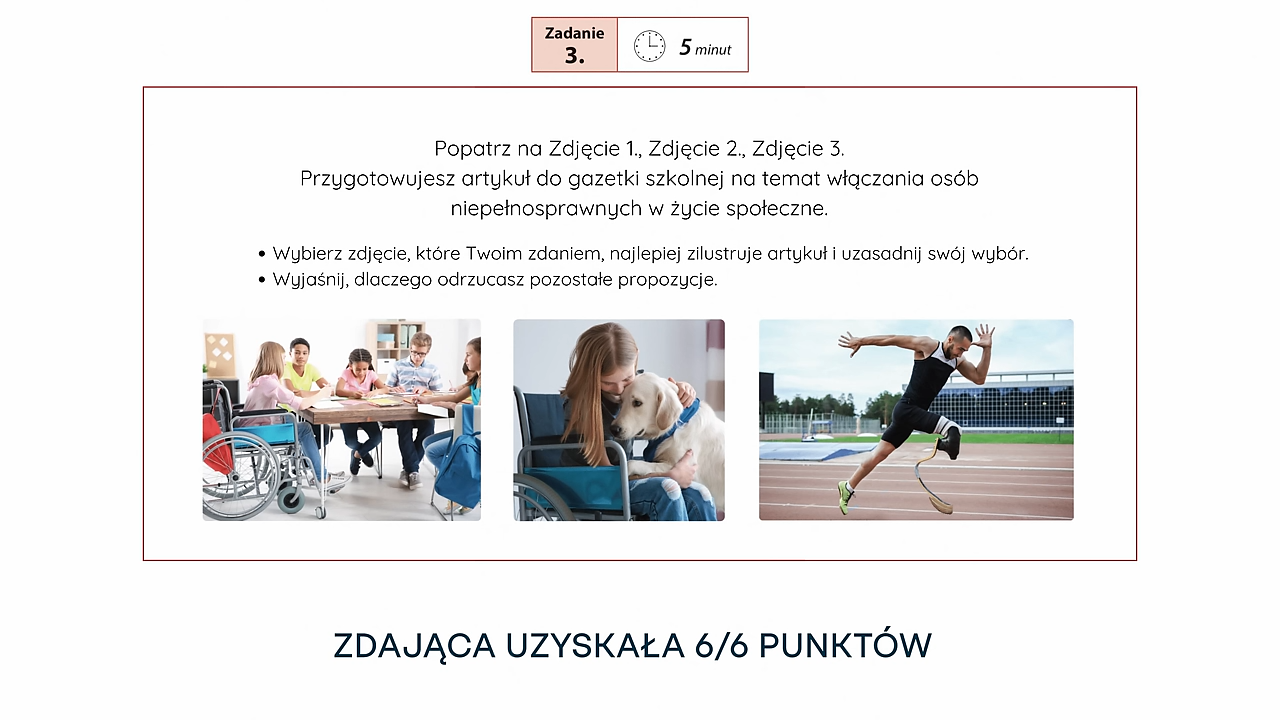 Zadanie
3.
5 minut
Popatrz na Zdjęcie 1., Zdjęcie 2., Zdjęcie 3.
Przygotowujesz artykuł do gazetki szkolnej na temat włączania osób
niepełnosprawnych w życie społeczne.
• Wybierz zdjęcie, które Twoim zdaniem, najlepiej zilustruje artykuł i uzasadnij swój wybór.
• Wyjaśnij, dlaczego odrzucasz pozostałe propozycje.
ZDAJĄCA UZYSKAŁA 6/6 PUNKTÓW